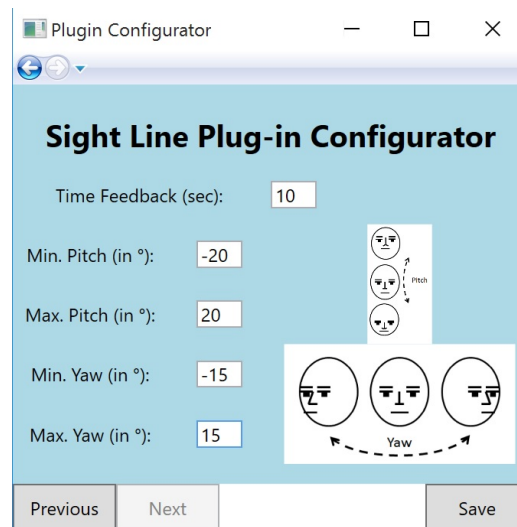 Plugin Configurator
Sight Line Plug-in Configurator
Time Feedback (sec): 10
Min. Pitch (in °): -20
Max. Pitch (in °): 20
Pitch
Min. Yaw (in °): -15
Max. Yaw (in °): 15
Yaw
Previous Next Save